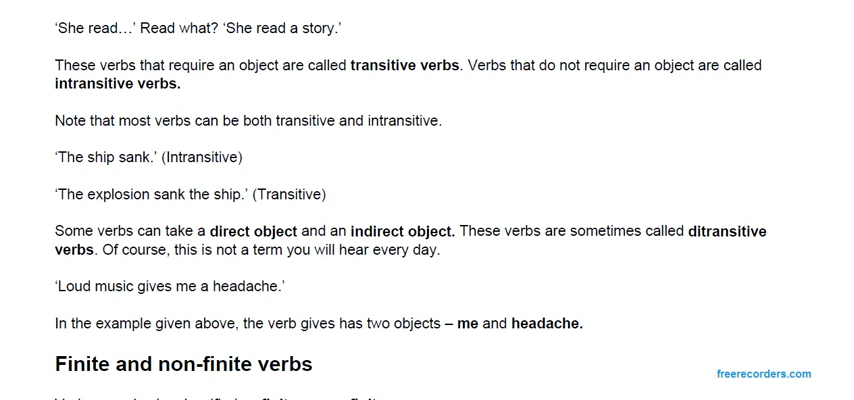 ‘She read…’ Read what? ‘She read a story.’
These verbs that require an object are called transitive verbs. Verbs that do not require an object are called
intransitive verbs.
Note that most verbs can be both transitive and intransitive.
‘The ship sank.’ (Intransitive)
‘The explosion sank the ship.’ (Transitive)
Some verbs can take a direct object and an indirect object. These verbs are sometimes called ditransitive
verbs. Of course, this is not a term you will hear every day.
‘Loud music gives me a headache.’
In the example given above, the verb gives has two objects – me and headache.
Finite and non-finite verbs
freerecorders.com